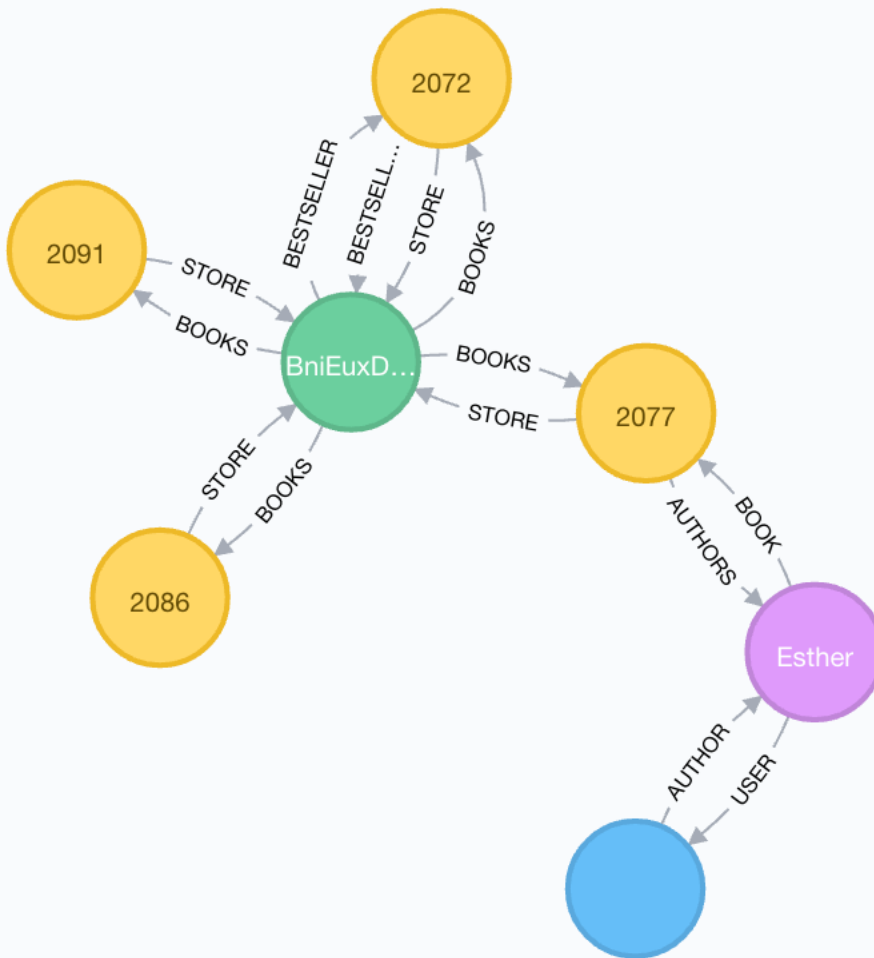 2072
BESTSELLER
BESTSELL...
STORE
BOOKS
2091
STORE
BOOKS
BniEuxD...
BOOKS
STORE
2077
STORE
BOOKS
2086
AUTHORS
BOOK
Esther
AUTHOR
USER